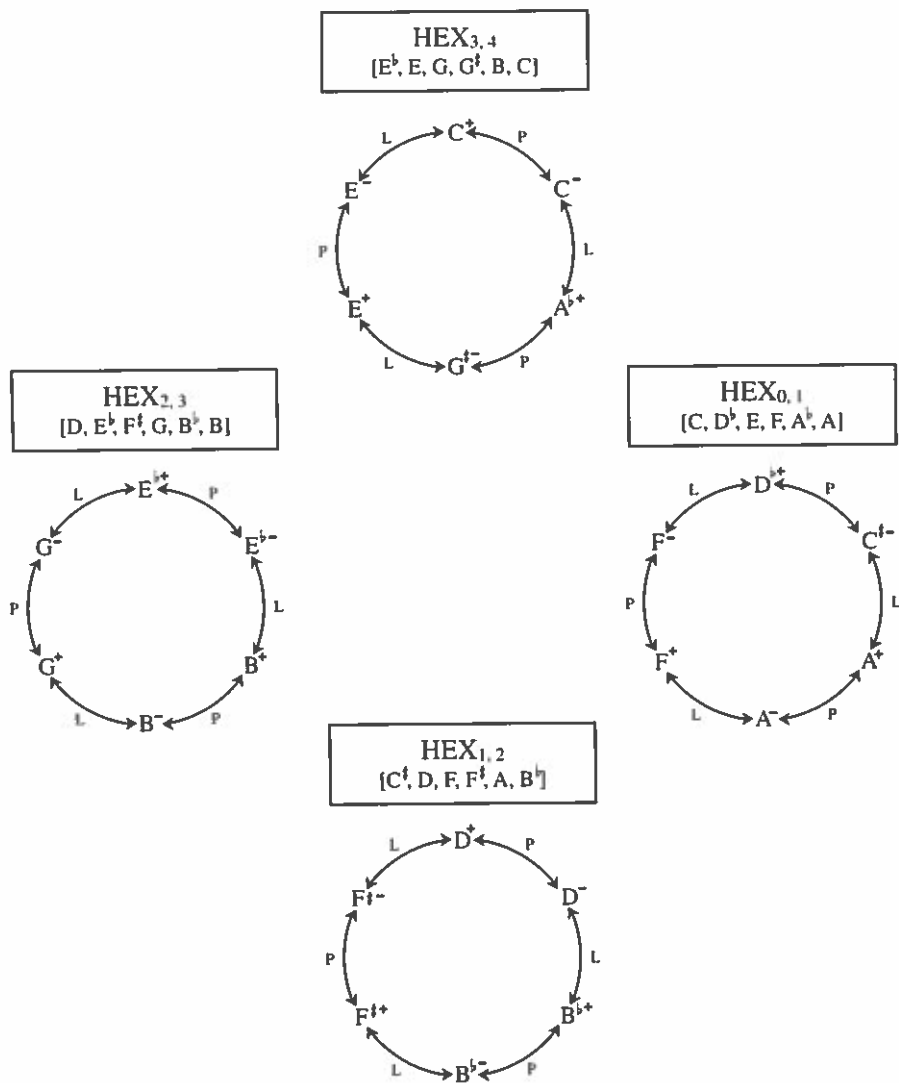 HEX3, 4
[E♭, E, G, G♯, B, C]
C+
L
P
E−
C−
P
L
E+
A♭+
L
G♯−
P
HEX2, 3
[D, E♭, F♯, G, B♭, B]
E♭+
L
P
G−
E♭−
P
L
G+
B+
L
B−
P
HEX0, 1
[C, D♭, E, F, A♭, A]
D♭+
L
P
F−
C♯−
P
L
F+
A+
L
A−
P
HEX1, 2
[C♯, D, F, F♯, A, B♭]
D+
L
P
F♯−
D−
P
L
F♯+
B♭+
L
B♭−
P